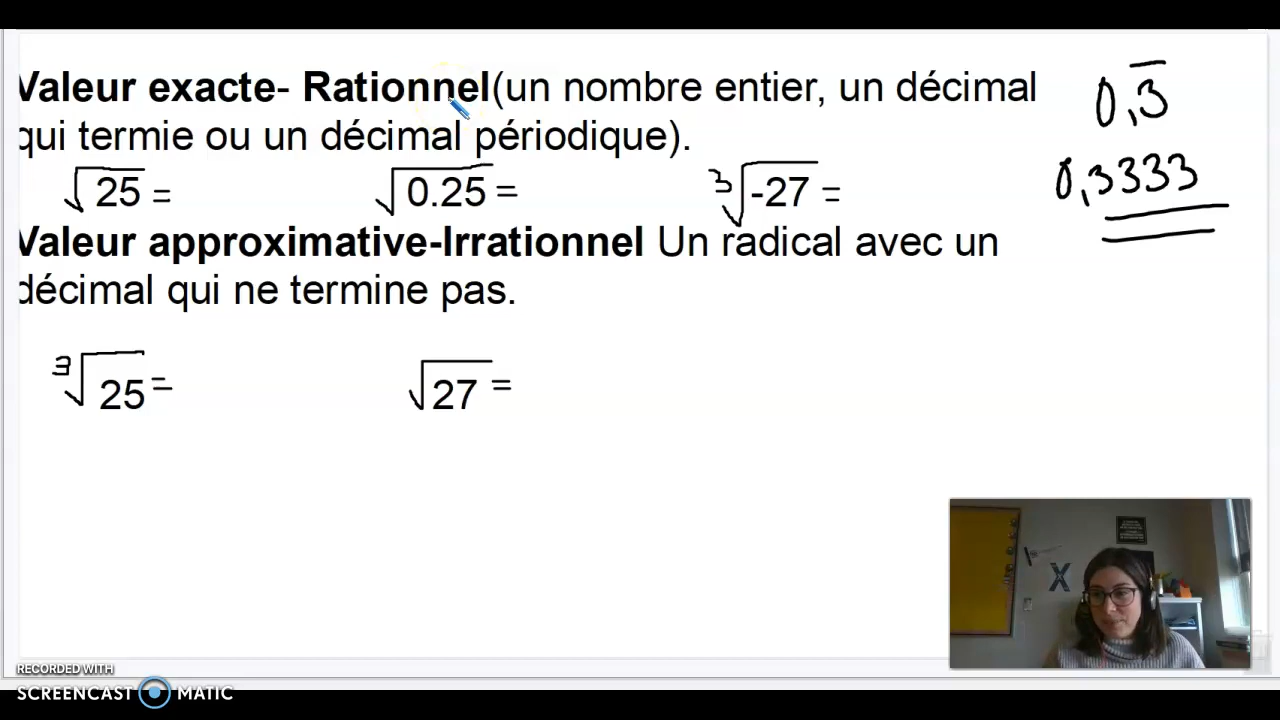 Valeur exacte- Rationnel(un nombre entier, un décimal
qui termie ou un décimal périodique).
√25 = √0.25 = ³√-27 =
Valeur approximative-Irrationnel Un radical avec un
décimal qui ne termine pas.
³√25 = √27 =
0,3̅
0,3333
X
RECORDED WITH
SCREENCAST MATIC